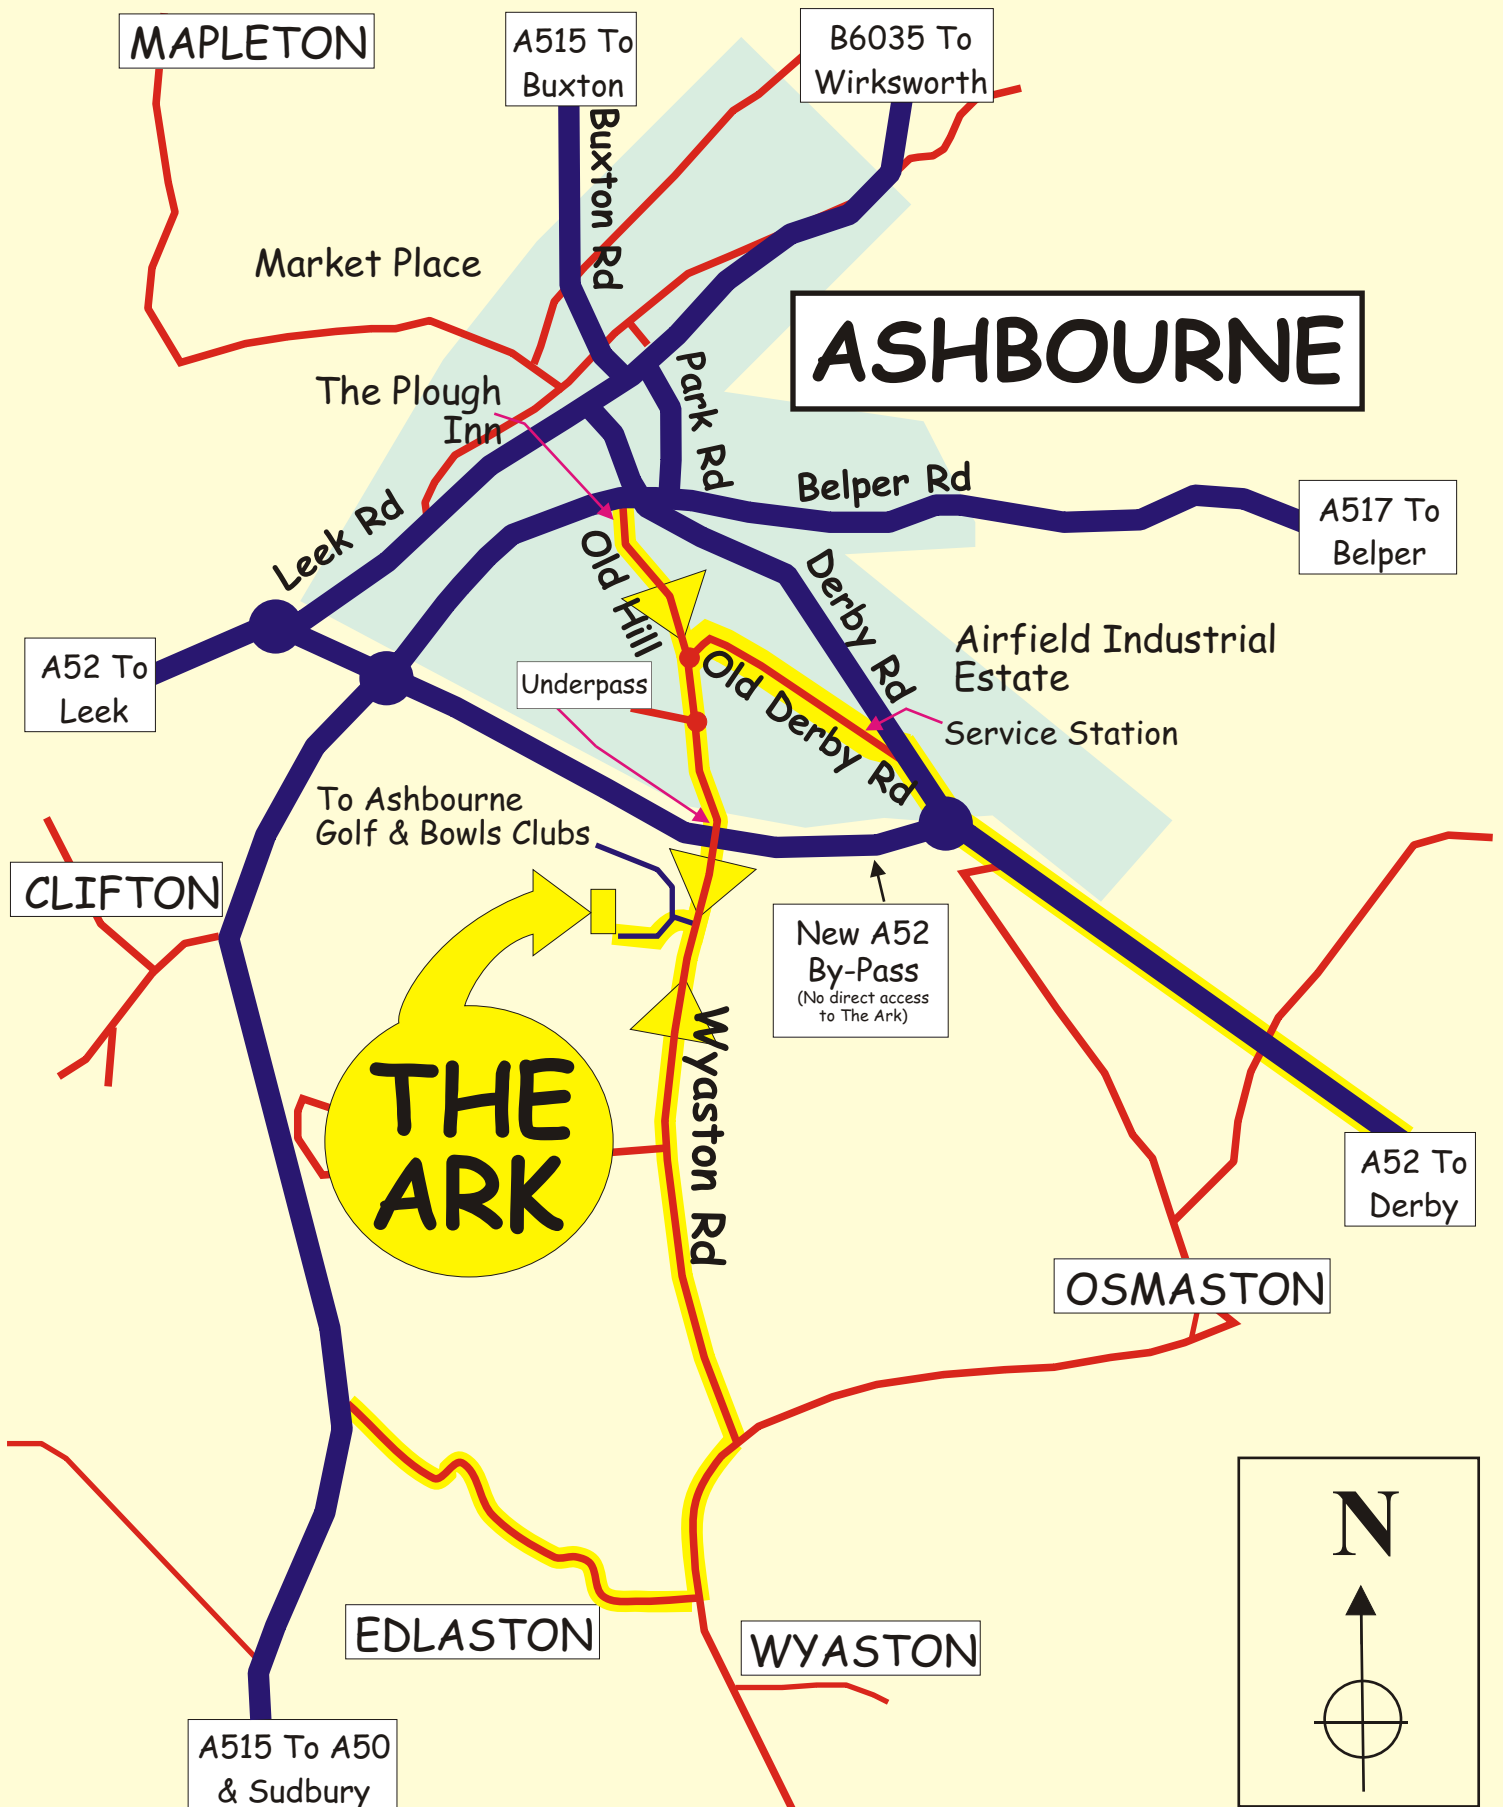 MAPLETON
A515 To
Buxton
B6035 To
Wirksworth
Buxton Rd
Market Place
ASHBOURNE
The Plough
Inn
Park Rd
Belper Rd
A517 To
Belper
Leek Rd
Old Hill
Derby Rd
A52 To
Leek
Underpass
Old Derby Rd
Airfield Industrial
Estate
Service Station
To Ashbourne
Golf & Bowls Clubs
CLIFTON
New A52
By-Pass
(No direct access
to The Ark)
THE
ARK
Wyaston Rd
A52 To
Derby
OSMASTON
EDLASTON
WYASTON
N
A515 To A50
& Sudbury